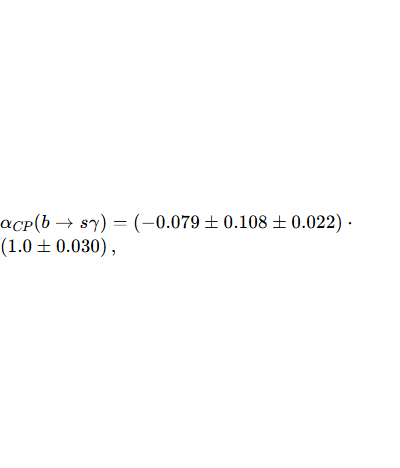 α_{CP}(b → sγ) = (−0.079 ± 0.108 ± 0.022) ·
(1.0 ± 0.030) ,